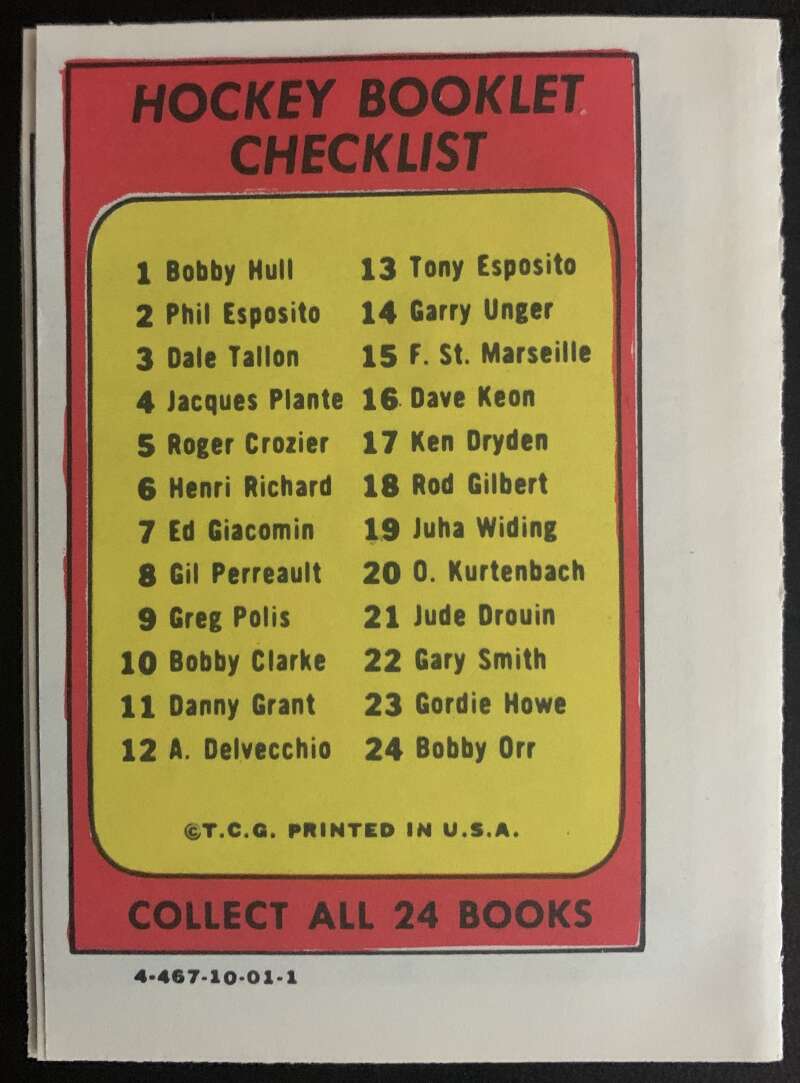 HOCKEY BOOKLET
CHECKLIST
1 Bobby Hull
2 Phil Esposito
3 Dale Tallon
4 Jacques Plante
5 Roger Crozier
6 Henri Richard
7 Ed Giacomin
8 Gil Perreault
9 Greg Polis
10 Bobby Clarke
11 Danny Grant
12 A. Delvecchio
13 Tony Esposito
14 Garry Unger
15 F. St. Marseille
16 Dave Keon
17 Ken Dryden
18 Rod Gilbert
19 Juha Widing
20 O. Kurtenbach
21 Jude Drouin
22 Gary Smith
23 Gordie Howe
24 Bobby Orr
©T.C.G. PRINTED IN U.S.A.
COLLECT ALL 24 BOOKS
4-467-10-01-1